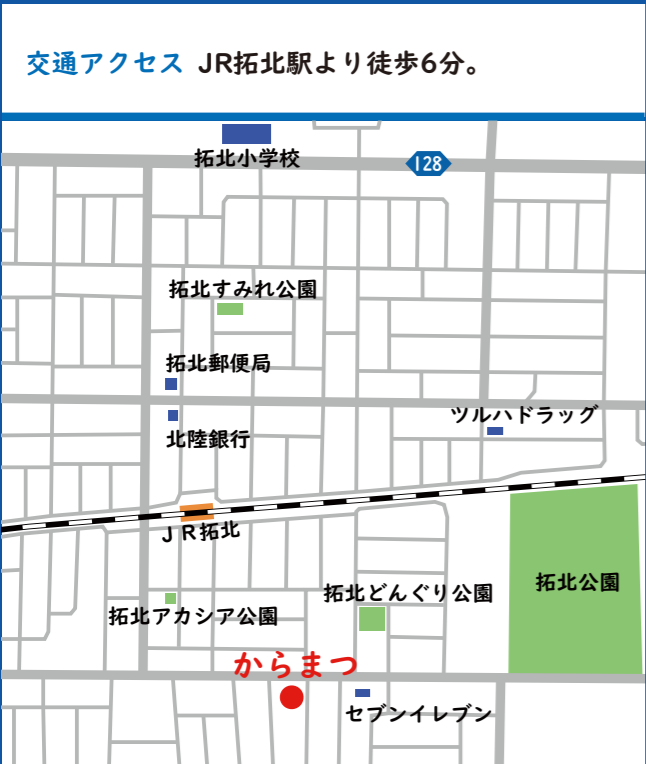 交通アクセス JR拓北駅より徒歩6分。
拓北小学校
128
拓北すみれ公園
拓北郵便局
ツルハドラッグ
北陸銀行
ＪＲ拓北
拓北公園
拓北どんぐり公園
拓北アカシア公園
からまつ
セブンイレブン